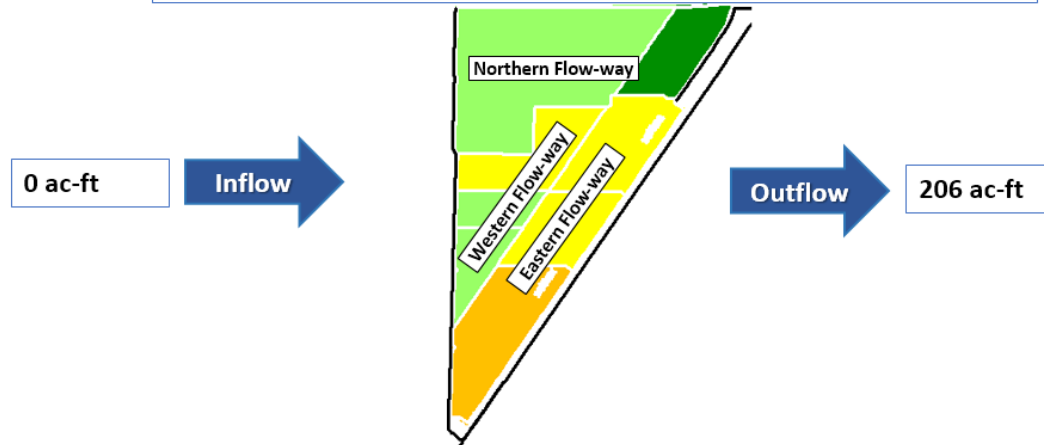 Northern Flow-way
0 ac-ft
Inflow
Western Flow-way
Eastern Flow-way
Outflow
206 ac-ft